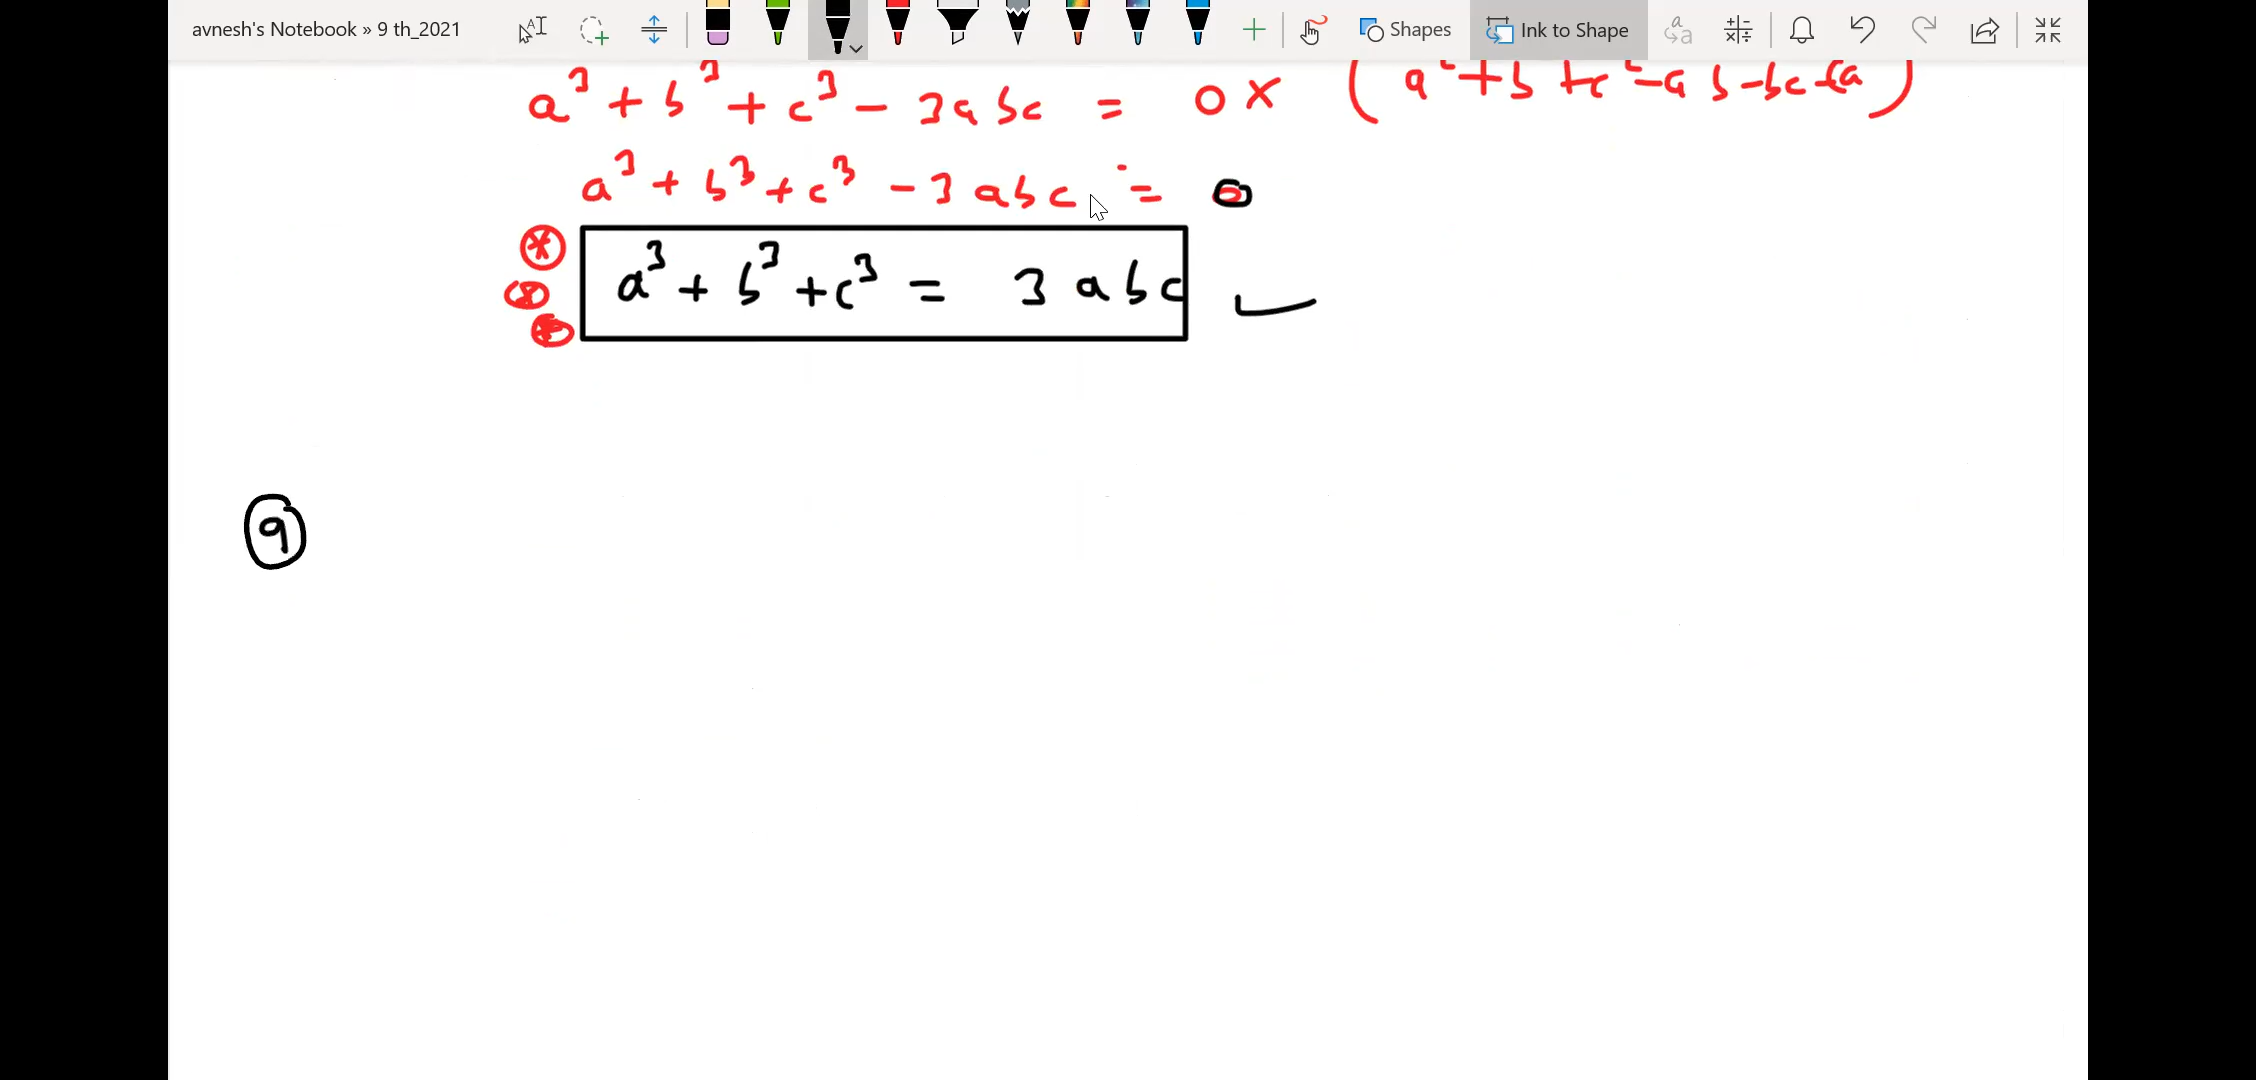 avnesh's Notebook » 9 th_2021 Shapes Ink to Shape
a³ + b³ + c³ - 3abc = 0 × (a²+b +c²-ab-bc-ca)
a³ + b³ + c³ - 3abc = 0
a³ + b³ + c³ = 3abc
9